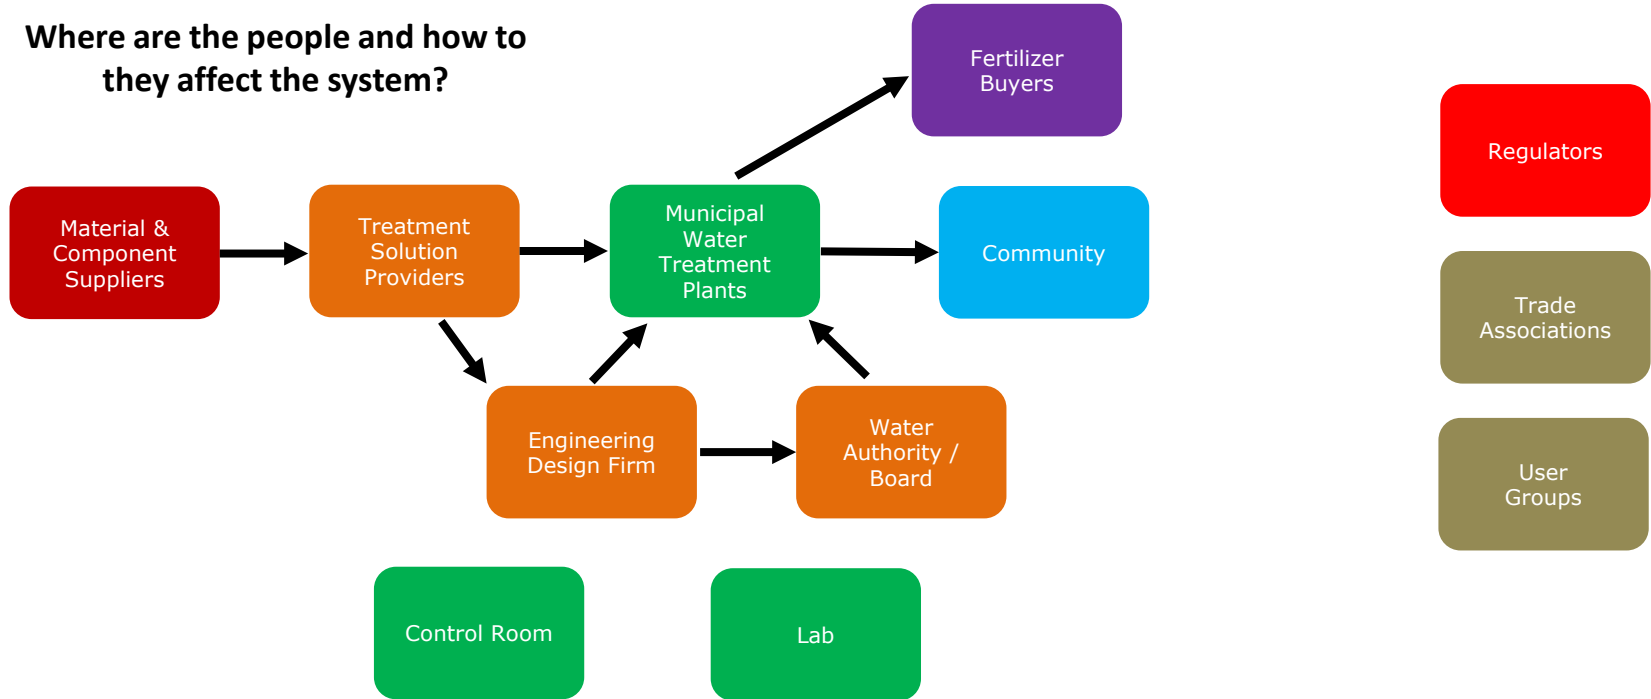 Where are the people and how to
they affect the system?
Fertilizer
Buyers
Regulators
Material &
Component
Suppliers
Treatment
Solution
Providers
Municipal
Water
Treatment
Plants
Community
Trade
Associations
Engineering
Design Firm
Water
Authority /
Board
User
Groups
Control Room
Lab